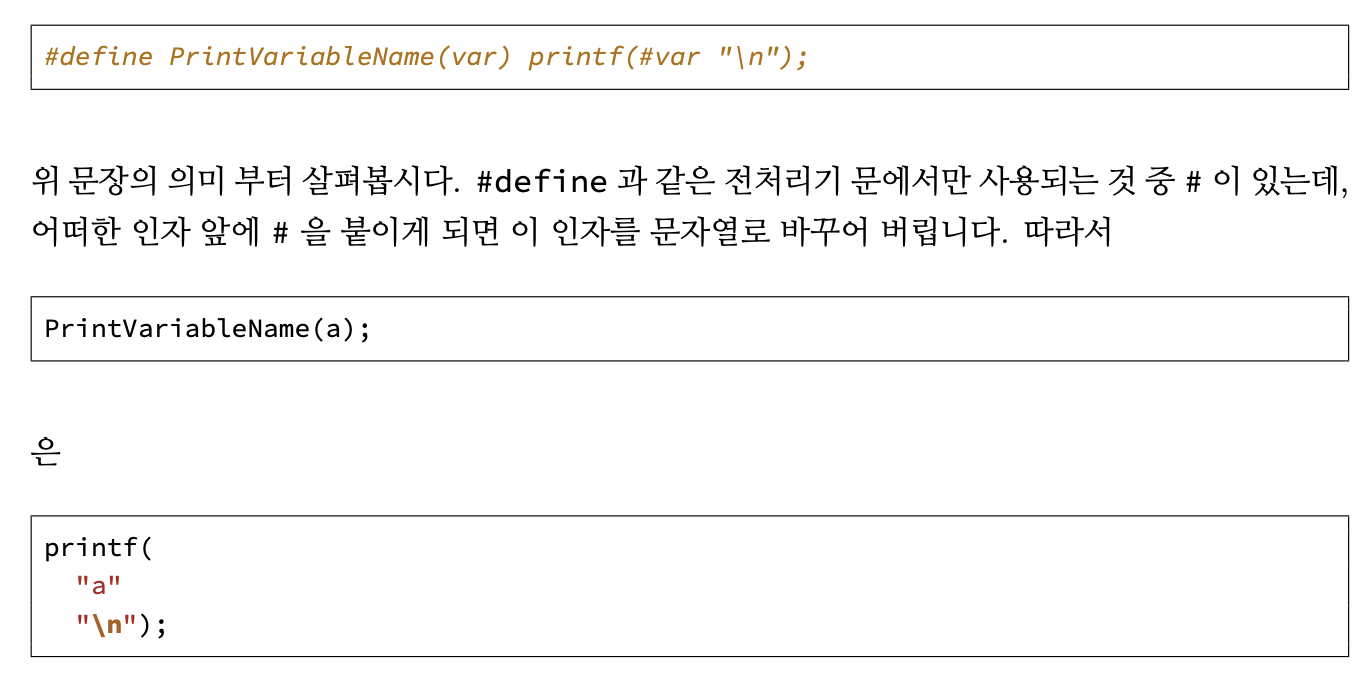 #define PrintVariableName(var) printf(#var "\n");
위 문장의 의미 부터 살펴봅시다. #define 과 같은 전처리기 문에서만 사용되는 것 중 # 이 있는데,
어떠한 인자 앞에 # 을 붙이게 되면 이 인자를 문자열로 바꾸어 버립니다. 따라서
PrintVariableName(a);
은
printf(
"a"
"\n");